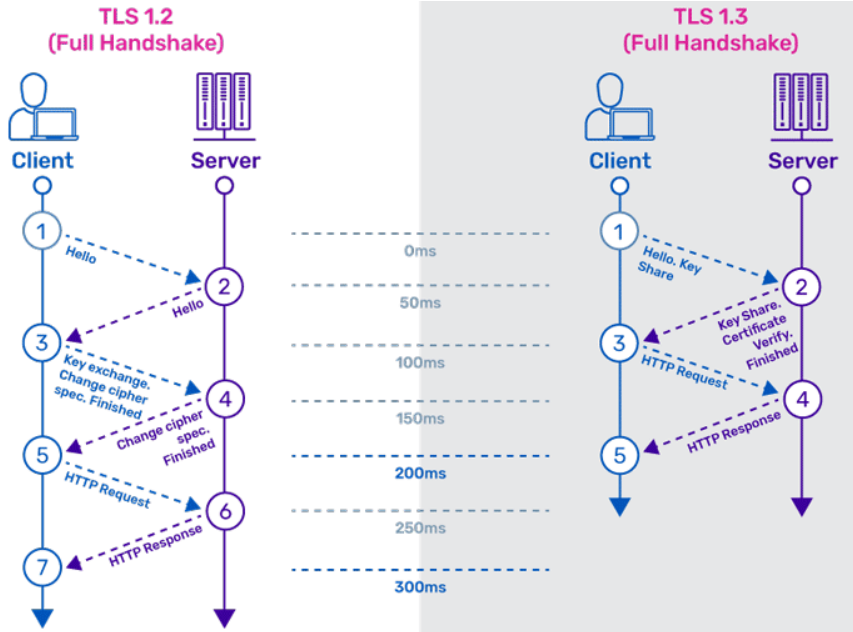 TLS 1.2
(Full Handshake)
TLS 1.3
(Full Handshake)
Client
Server
Client
Server
1
Hello
0ms
1
Hello. Key
Share
2
Hello
50ms
2
Key Share.
Certificate
Verify.
Finished
3
Key exchange.
Change cipher
spec. Finished
100ms
3
HTTP Request
4
Change cipher
spec.
Finished
150ms
4
HTTP Response
5
HTTP Request
200ms
5
6
HTTP Response
250ms
7
300ms